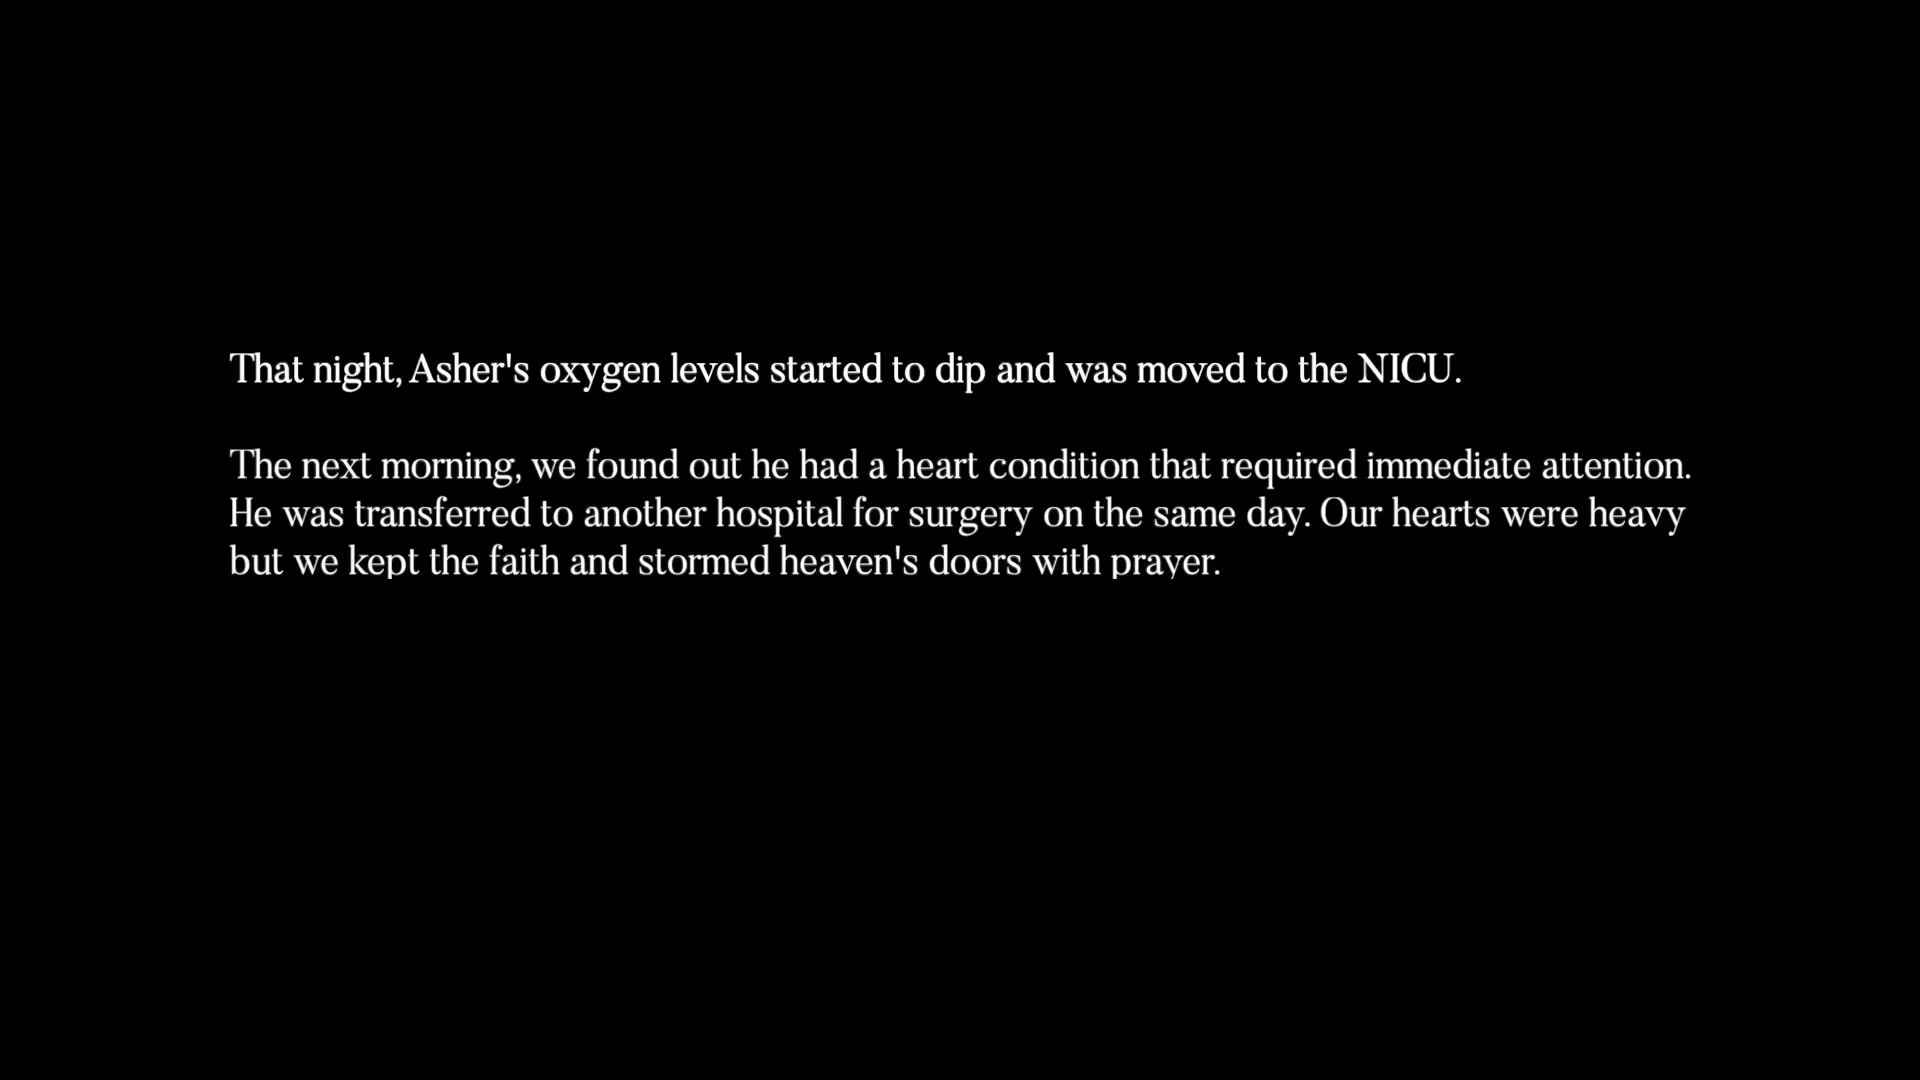 That night, Asher's oxygen levels started to dip and was moved to the NICU.
The next morning, we found out he had a heart condition that required immediate attention.
He was transferred to another hospital for surgery on the same day. Our hearts were heavy
but we kept the faith and stormed heaven's doors with prayer.